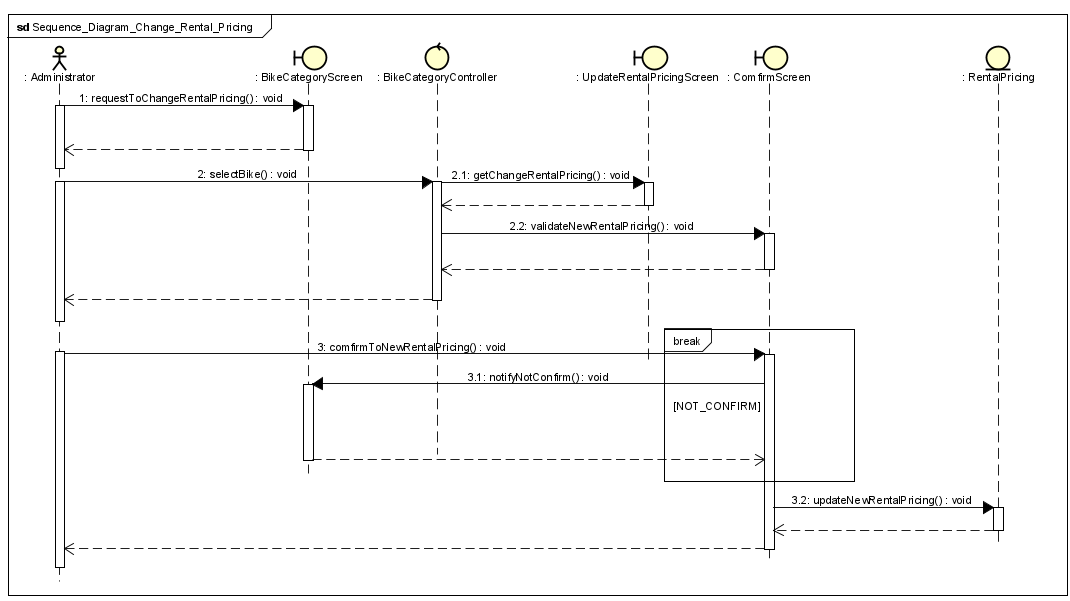 sd Sequence_Diagram_Change_Rental_Pricing
: Administrator
: BikeCategoryScreen
: BikeCategoryController
: UpdateRentalPricingScreen
: ComfirmScreen
: RentalPricing
1: requestToChangeRentalPricing() : void
2: selectBike() : void
2.1: getChangeRentalPricing() : void
2.2: validateNewRentalPricing() : void
break
3: comfirmToNewRentalPricing() : void
3.1: notifyNotConfirm() : void
[NOT_CONFIRM]
3.2: updateNewRentalPricing() : void